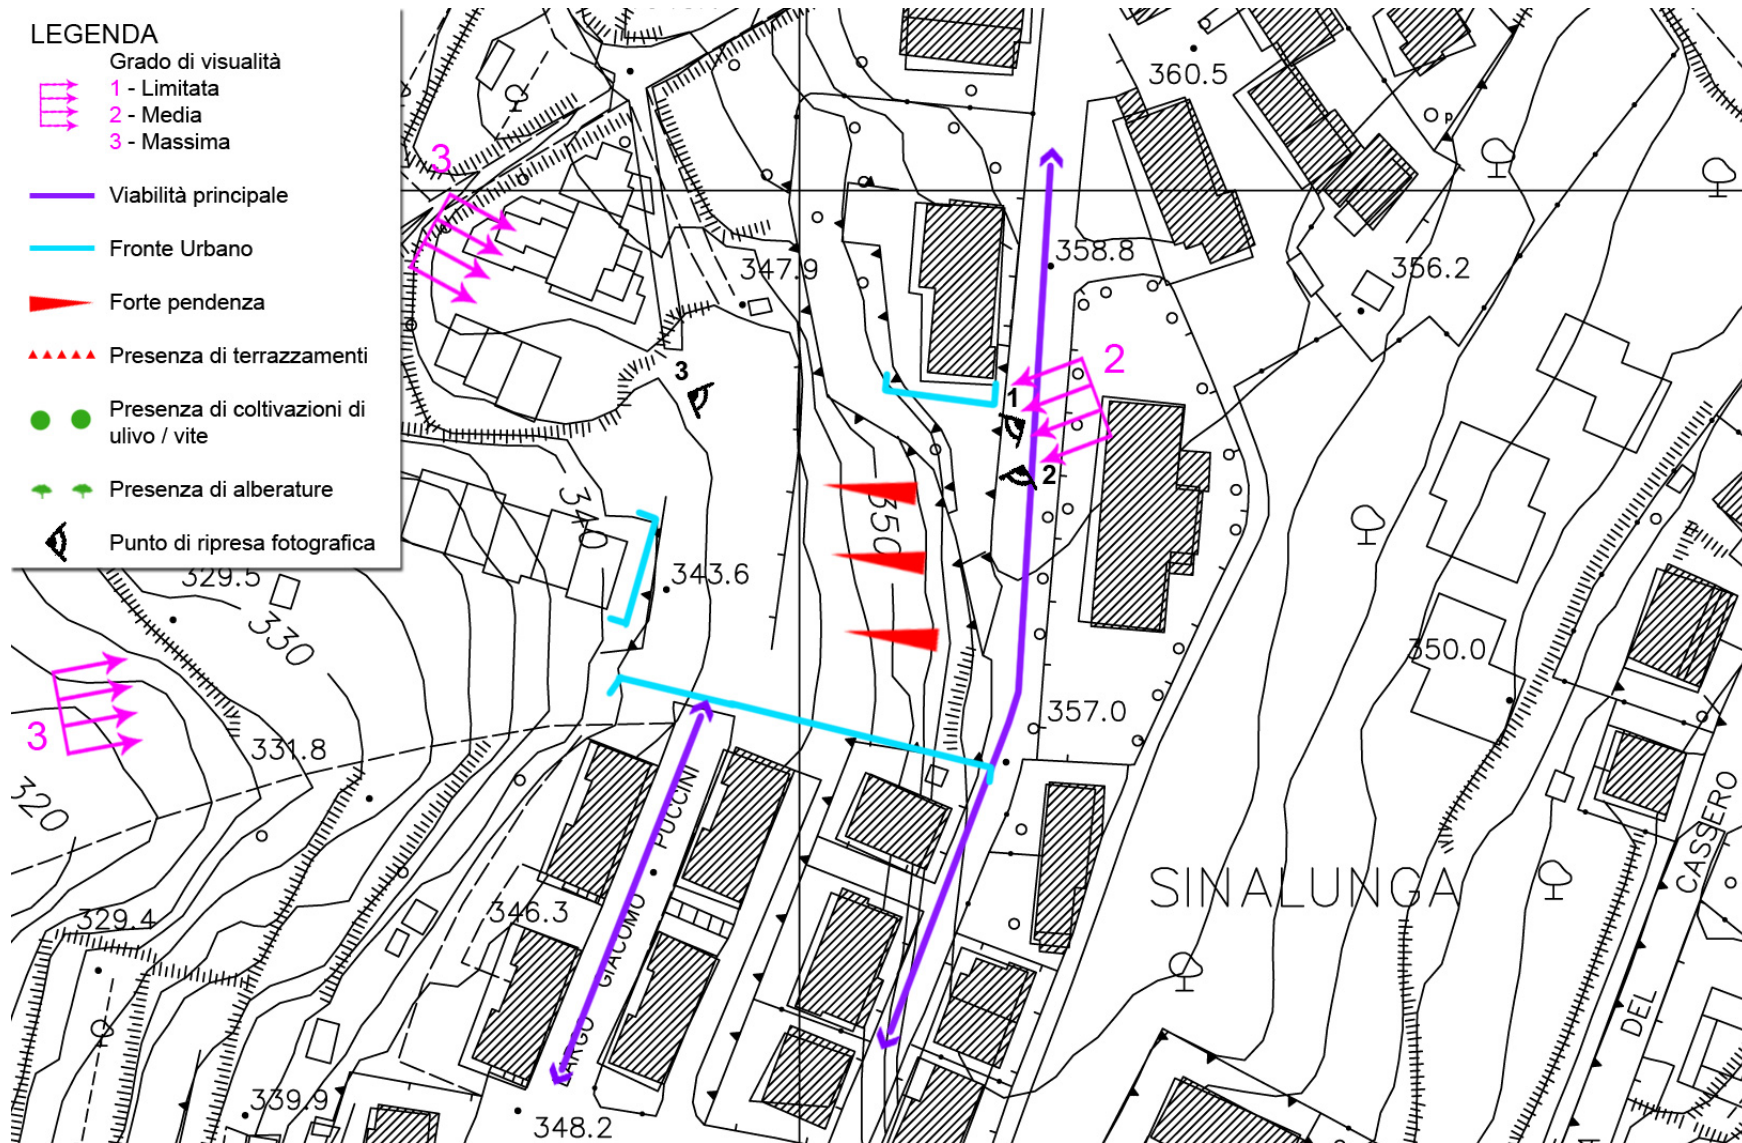 LEGENDA
Grado di visualità
1 - Limitata
2 - Media
3 - Massima
Viabilità principale
Fronte Urbano
Forte pendenza
Presenza di terrazzamenti
Presenza di coltivazioni di
ulivo / vite
Presenza di alberature
Punto di ripresa fotografica
360.5
P
3
358.8
347.9
356.2
2
3
1
2
340
350
343.6
329.5
330
350.0
357.0
3
331.8
320
CASSERO
DEL
SINALUNGA
LARGO GIACOMO PUCCINI
346.3
329.4
339.9
348.2